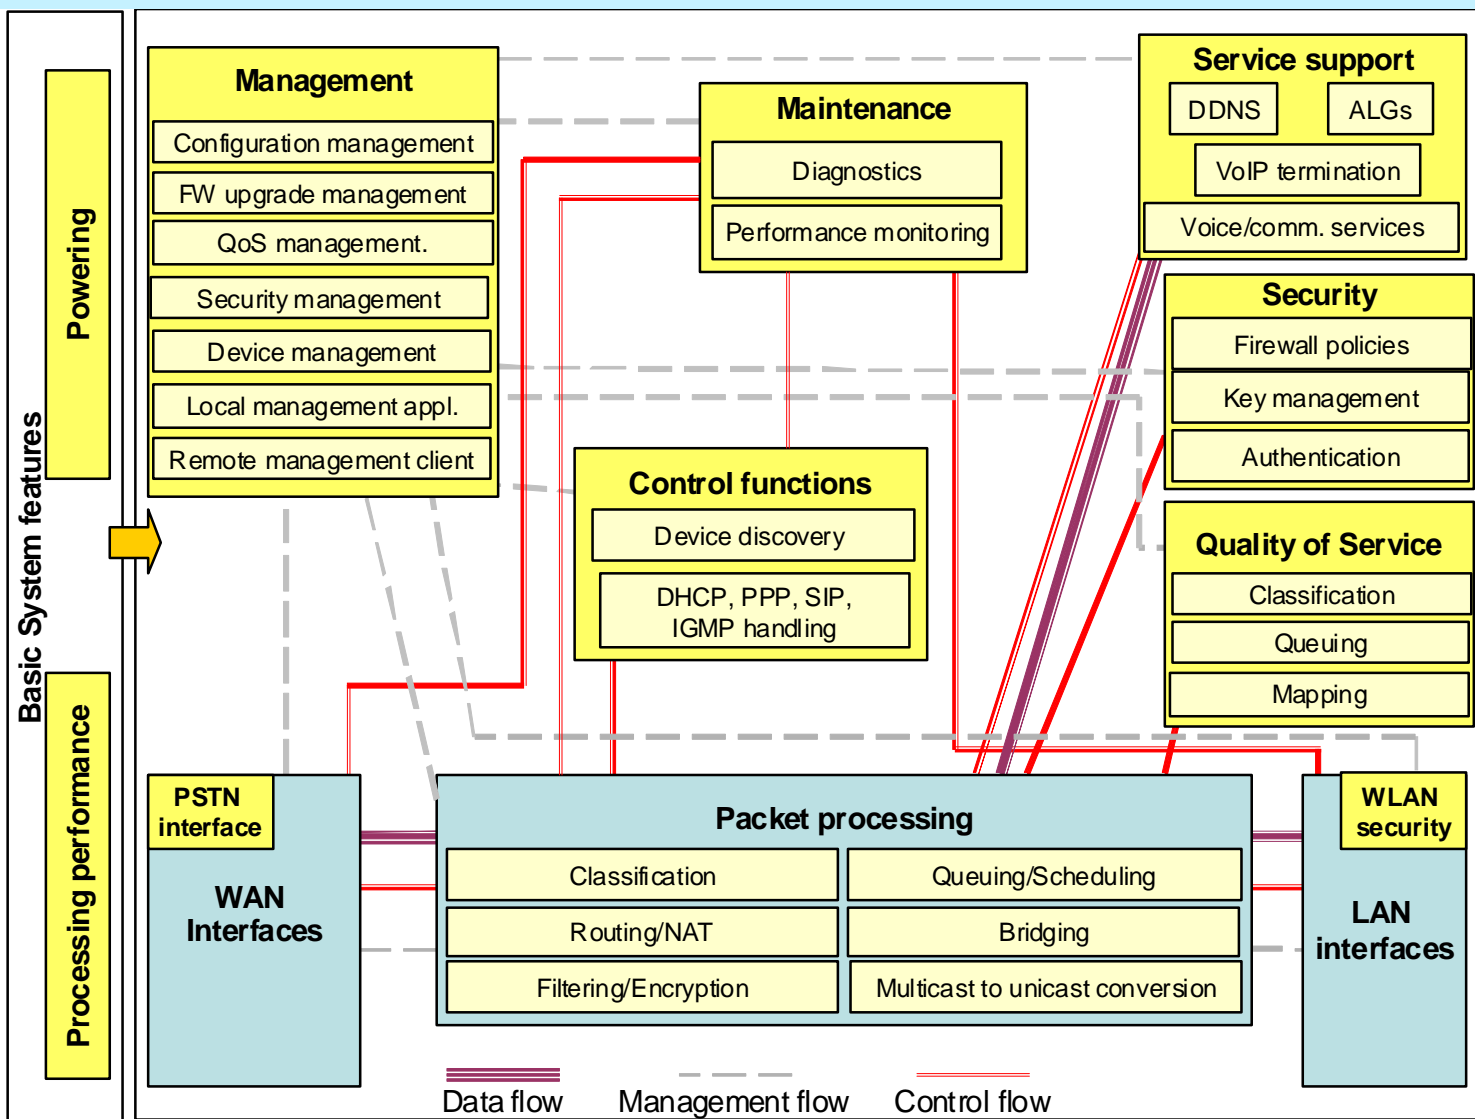 Basic System features
Powering
Processing performance
Management
Configuration management
FW upgrade management
QoS management.
Security management
Device management
Local management appl.
Remote management client
Maintenance
Diagnostics
Performance monitoring
Service support
DDNS
ALGs
VoIP termination
Voice/comm. services
Security
Firewall policies
Key management
Authentication
Control functions
Device discovery
DHCP, PPP, SIP,
IGMP handling
Quality of Service
Classification
Queuing
Mapping
PSTN
interface
WAN
Interfaces
Packet processing
Classification
Queuing/Scheduling
Routing/NAT
Bridging
Filtering/Encryption
Multicast to unicast conversion
WLAN
security
LAN
interfaces
Data flow
Management flow
Control flow